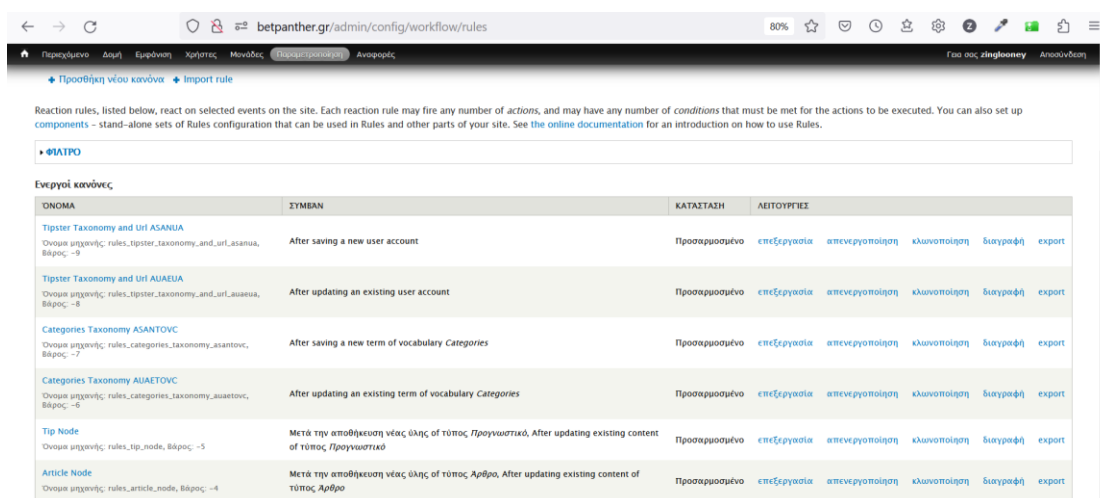 betpanther.gr/admin/config/workflow/rules
80%
Περιεχόμενο Δομή Εμφάνιση Χρήστες Μονάδες Παραμετροποίηση Αναφορές
Γεια σας zinglooney Αποσύνδεση
Προσθήκη νέου κανόνα Import rule
Reaction rules, listed below, react on selected events on the site. Each reaction rule may fire any number of actions, and may have any number of conditions that must be met for the actions to be executed. You can also set up
components – stand-alone sets of Rules configuration that can be used in Rules and other parts of your site. See the online documentation for an introduction on how to use Rules.
ΦΊΛΤΡΟ
Ενεργοί κανόνες
ΌΝΟΜΑ ΣΥΜΒΆΝ ΚΑΤΆΣΤΑΣΗ ΛΕΙΤΟΥΡΓΊΕΣ
Tipster Taxonomy and Url ASANUA
Όνομα μηχανής: rules_tipster_taxonomy_and_url_asanua,
Βάρος: -9
After saving a new user account
Προσαρμοσμένο επεξεργασία απενεργοποίηση κλωνοποίηση διαγραφή export
Tipster Taxonomy and Url AUAEUA
Όνομα μηχανής: rules_tipster_taxonomy_and_url_auaeua,
Βάρος: -8
After updating an existing user account
Προσαρμοσμένο επεξεργασία απενεργοποίηση κλωνοποίηση διαγραφή export
Categories Taxonomy ASANTOVC
Όνομα μηχανής: rules_categories_taxonomy_asantovc,
Βάρος: -7
After saving a new term of vocabulary Categories
Προσαρμοσμένο επεξεργασία απενεργοποίηση κλωνοποίηση διαγραφή export
Categories Taxonomy AUAETOVC
Όνομα μηχανής: rules_categories_taxonomy_auaetovc,
Βάρος: -6
After updating an existing term of vocabulary Categories
Προσαρμοσμένο επεξεργασία απενεργοποίηση κλωνοποίηση διαγραφή export
Tip Node
Όνομα μηχανής: rules_tip_node, Βάρος: -5
Μετά την αποθήκευση νέας ύλης of τύπος Προγνωστικό, After updating existing content
of τύπος Προγνωστικό
Προσαρμοσμένο επεξεργασία απενεργοποίηση κλωνοποίηση διαγραφή export
Article Node
Όνομα μηχανής: rules_article_node, Βάρος: -4
Μετά την αποθήκευση νέας ύλης of τύπος Άρθρο, After updating existing content of
τύπος Άρθρο
Προσαρμοσμένο επεξεργασία απενεργοποίηση κλωνοποίηση διαγραφή export